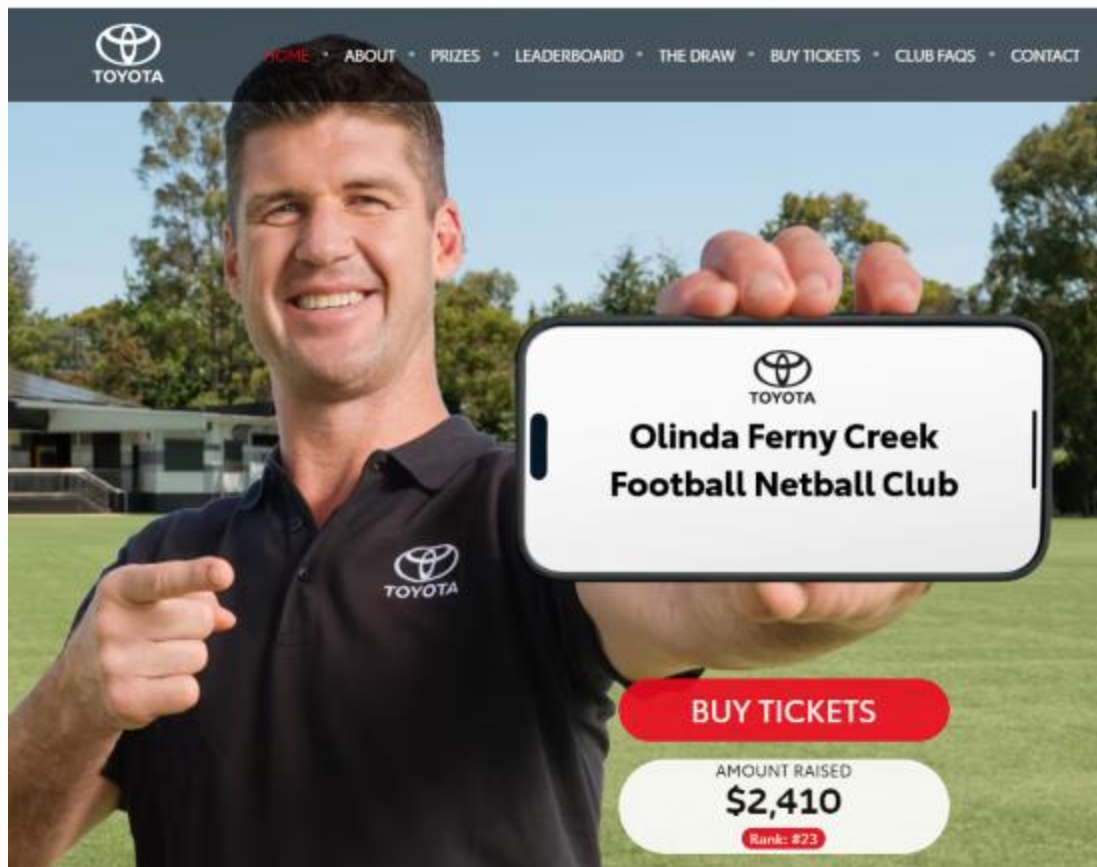 TOYOTA
HOME • ABOUT • PRIZES • LEADERBOARD • THE DRAW • BUY TICKETS • CLUB FAQS • CONTACT
TOYOTA
Olinda Ferny Creek
Football Netball Club
TOYOTA
BUY TICKETS
AMOUNT RAISED
$2,410
Rank: #23